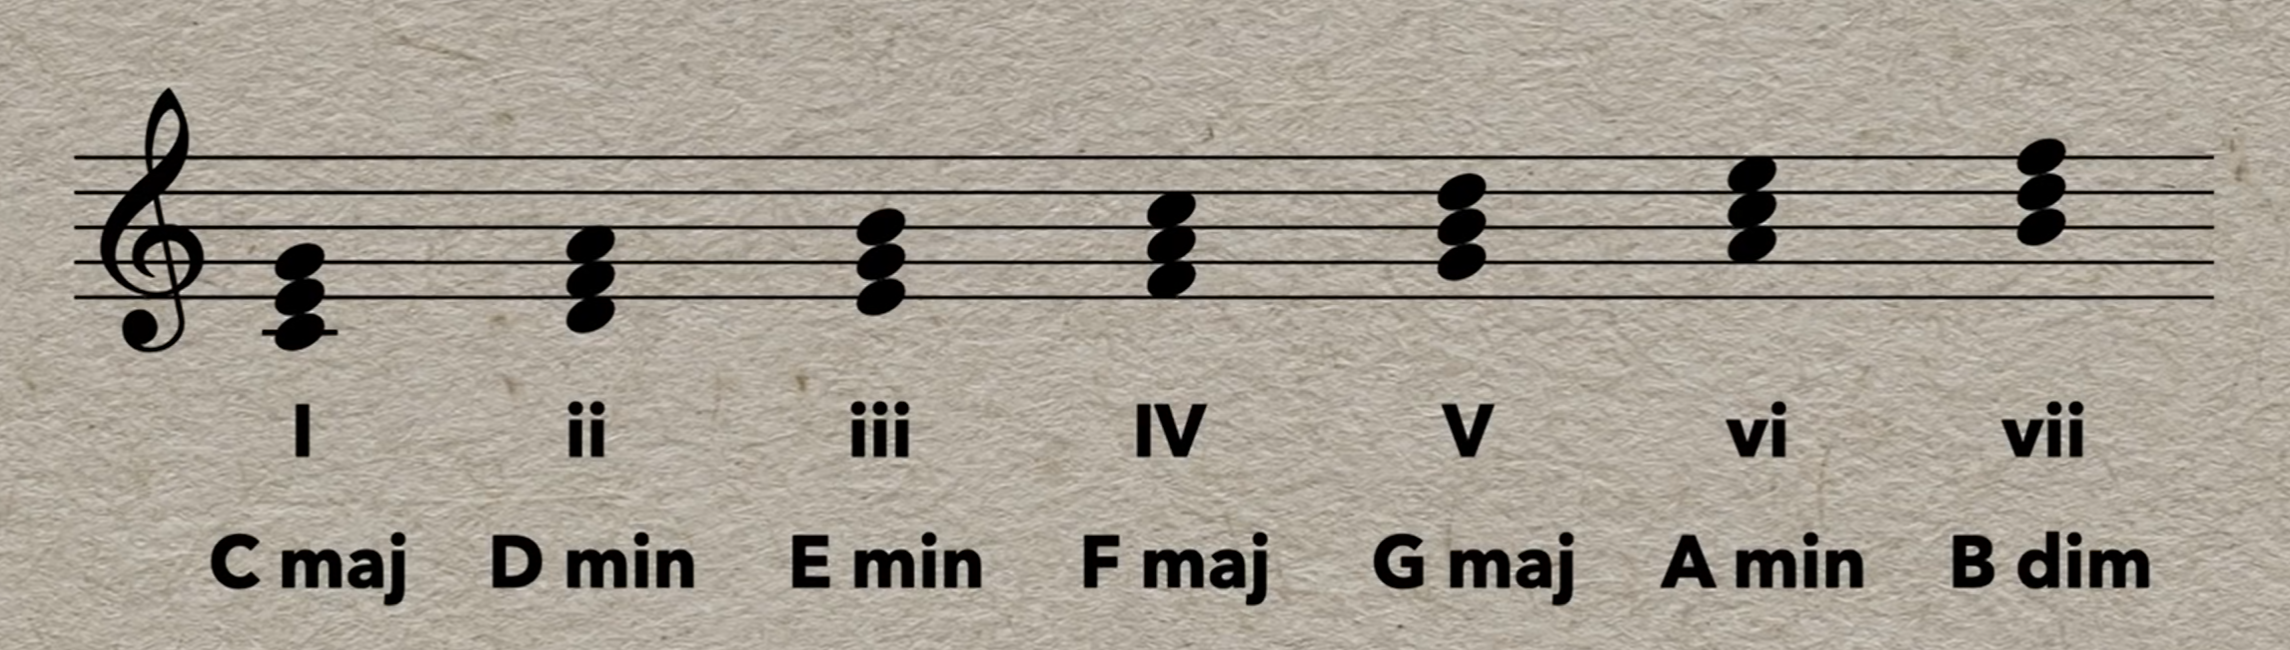 I ii iii IV V vi vii
C maj D min E min F maj G maj A min B dim